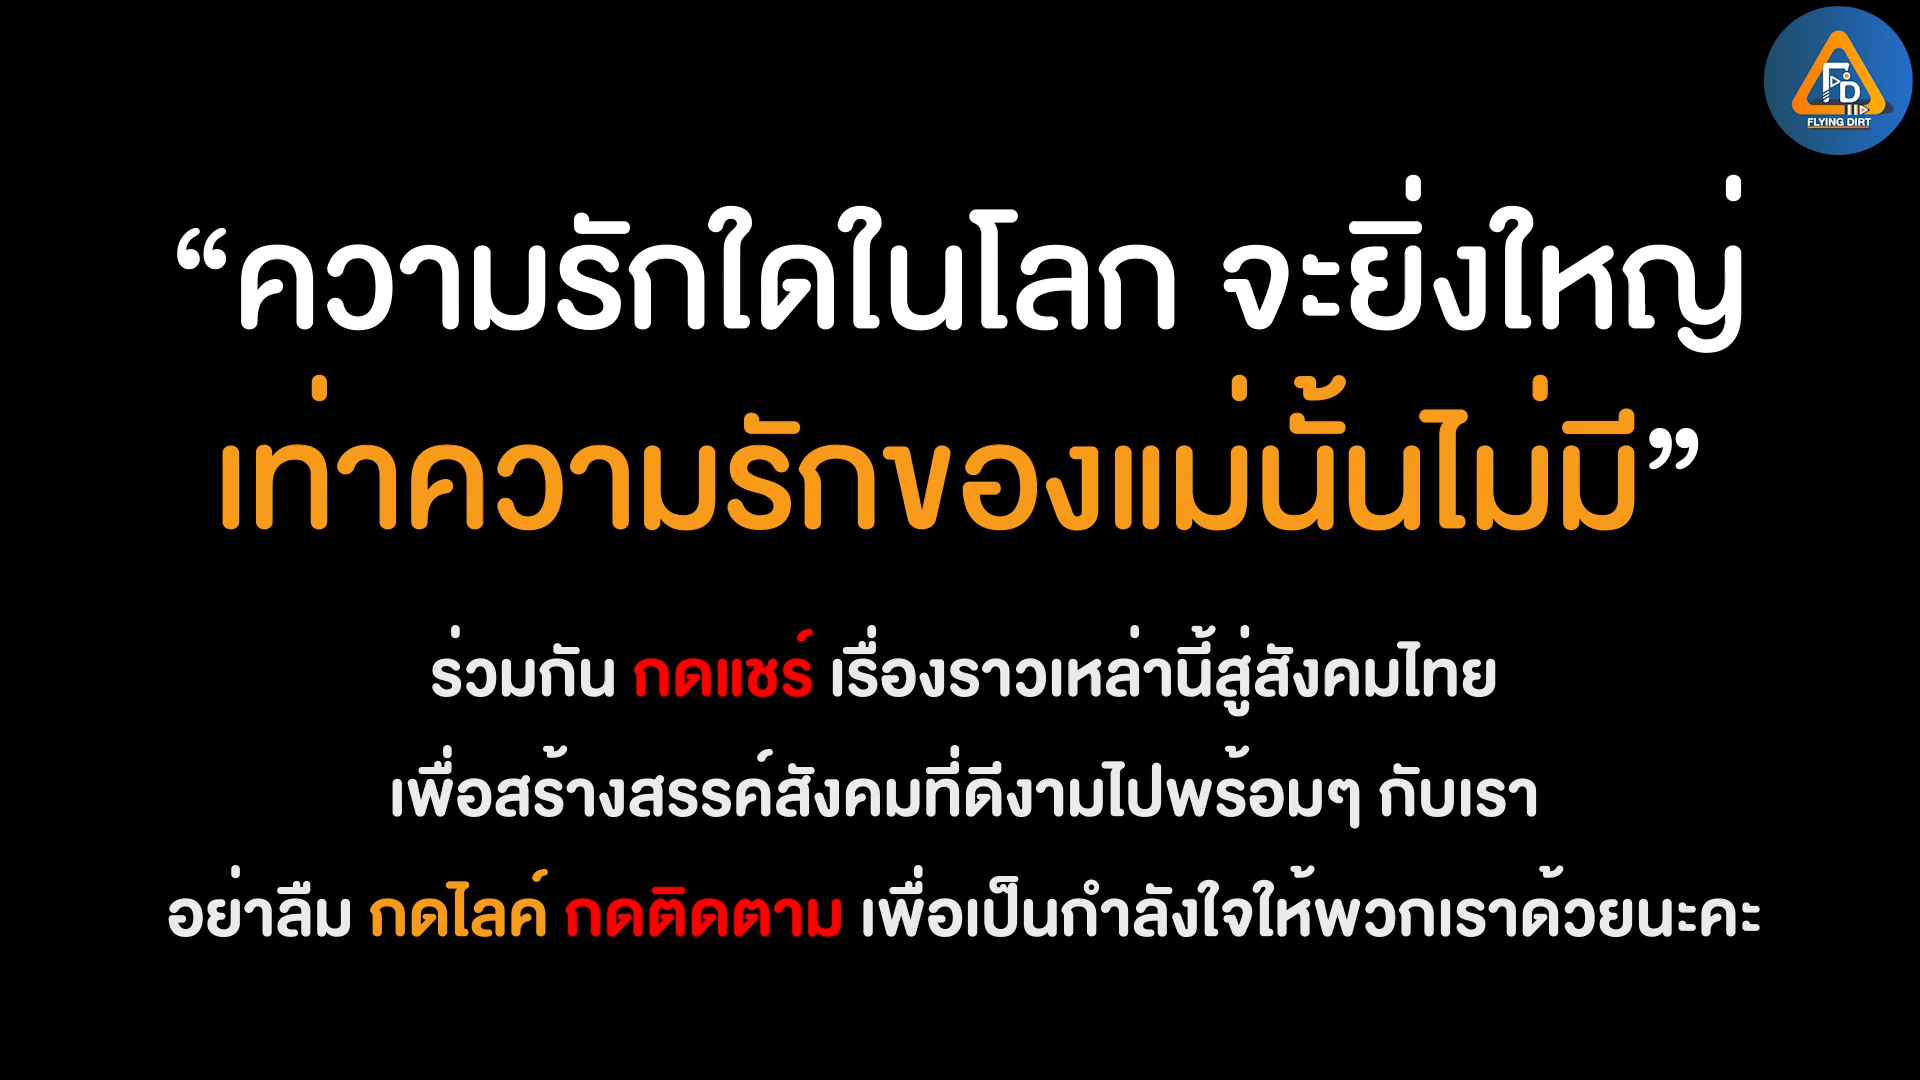 FD
FLYING DIRT
“ความรักใดในโลก จะยิ่งใหญ่
เท่าความรักของแม่นั้นไม่มี”
ร่วมกัน กดแชร์ เรื่องราวเหล่านี้สู่สังคมไทย
เพื่อสร้างสรรค์สังคมที่ดีงามไปพร้อมๆ กับเรา
อย่าลืม กดไลค์ กดติดตาม เพื่อเป็นกำลังใจให้พวกเราด้วยนะคะ